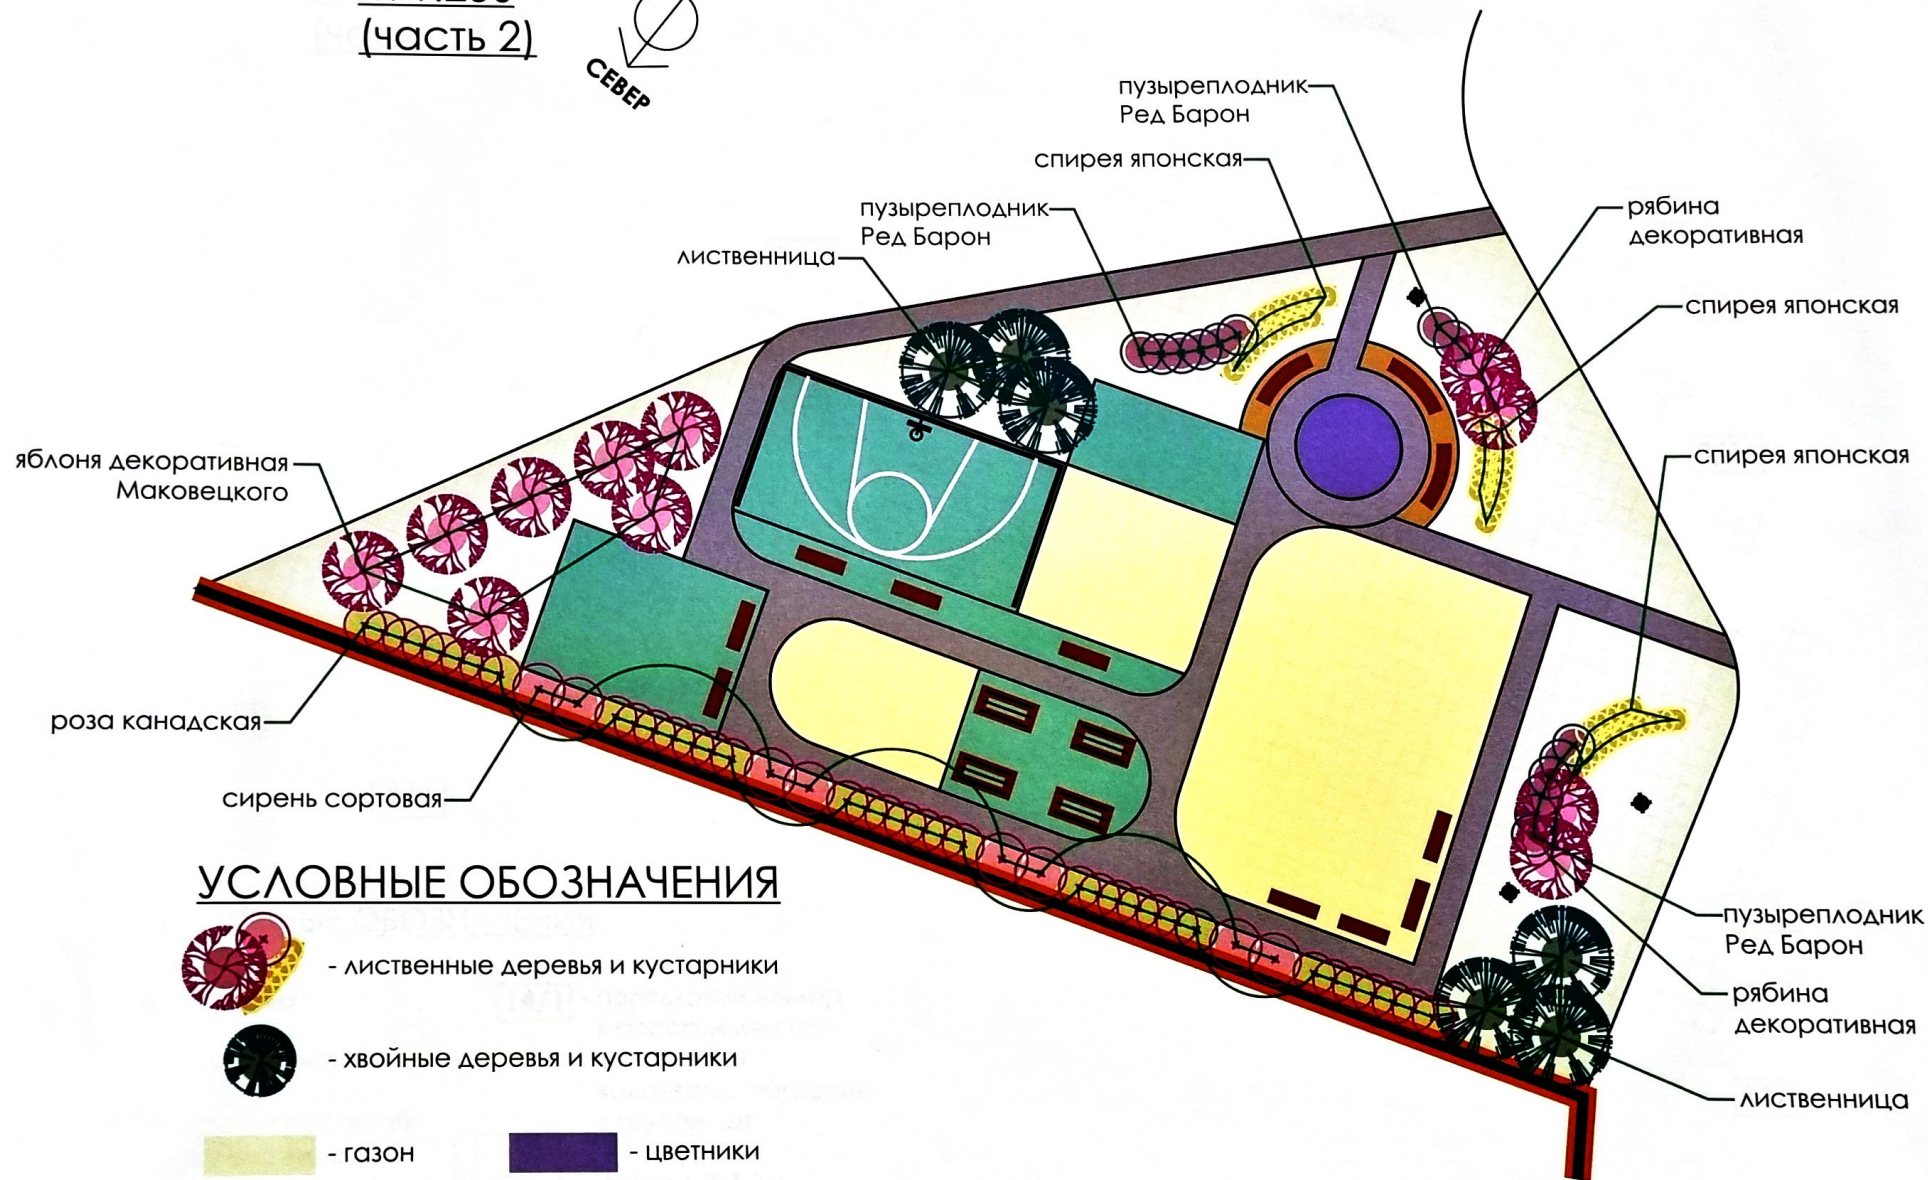 (часть 2)
СЕВЕР
пузыреплодник
Ред Барон
спирея японская
пузыреплодник
Ред Барон
лиственница
рябина
декоративная
спирея японская
яблоня декоративная
Маковецкого
спирея японская
роза канадская
сирень сортовая
пузыреплодник
Ред Барон
рябина
декоративная
лиственница
УСЛОВНЫЕ ОБОЗНАЧЕНИЯ
- лиственные деревья и кустарники
- хвойные деревья и кустарники
- газон
- цветники